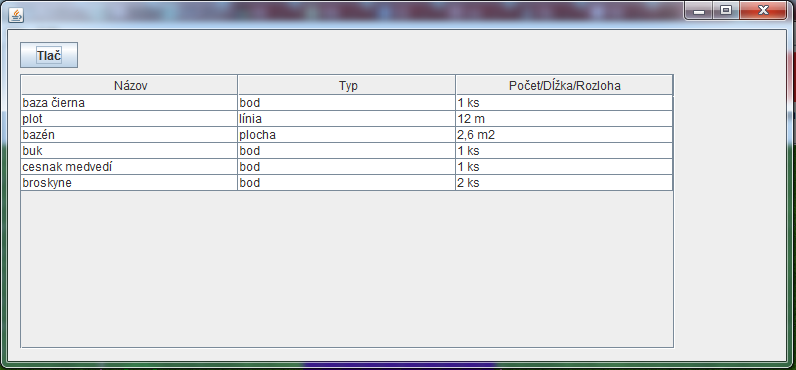 Tlač
Názov Typ Počet/Dĺžka/Rozloha
baza čierna bod 1 ks
plot línia 12 m
bazén plocha 2,6 m2
buk bod 1 ks
cesnak medvedí bod 1 ks
broskyne bod 2 ks